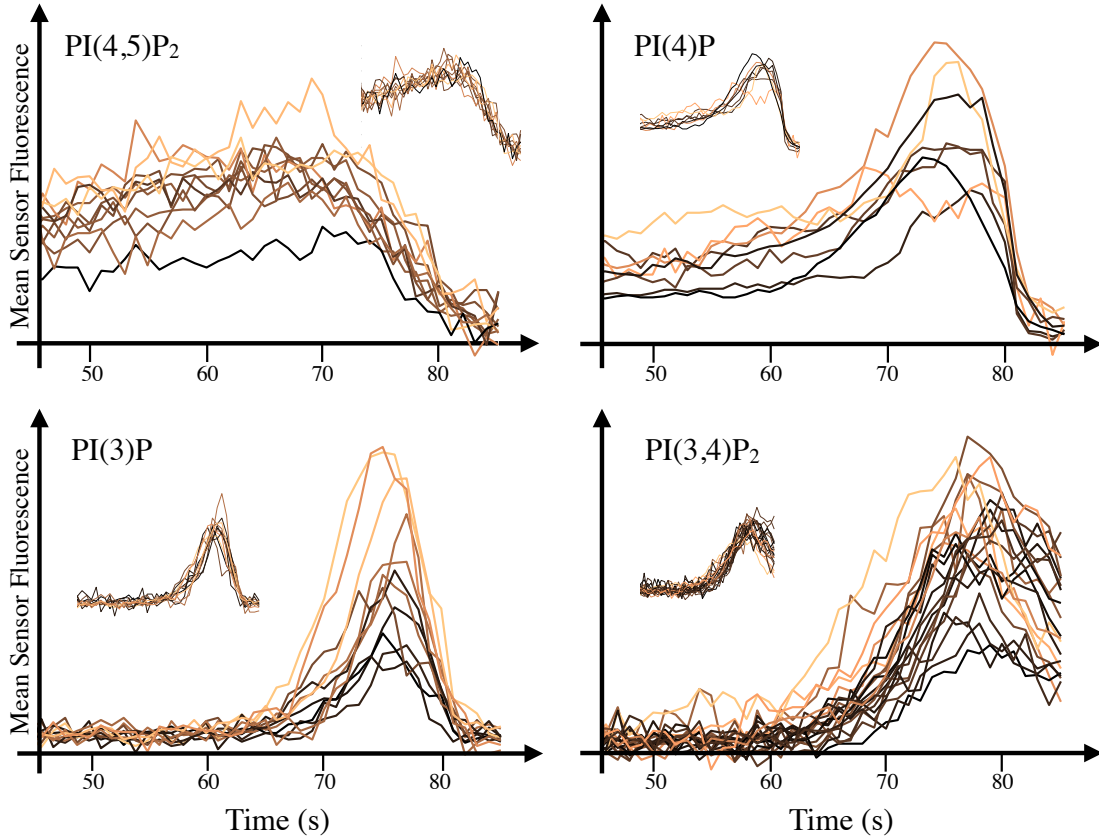 PI(4,5)P₂
PI(4)P
Mean Sensor Fluorescence
50 60 70 80
50 60 70 80
PI(3)P
PI(3,4)P₂
Mean Sensor Fluorescence
50 60 70 80
50 60 70 80
Time (s)
Time (s)